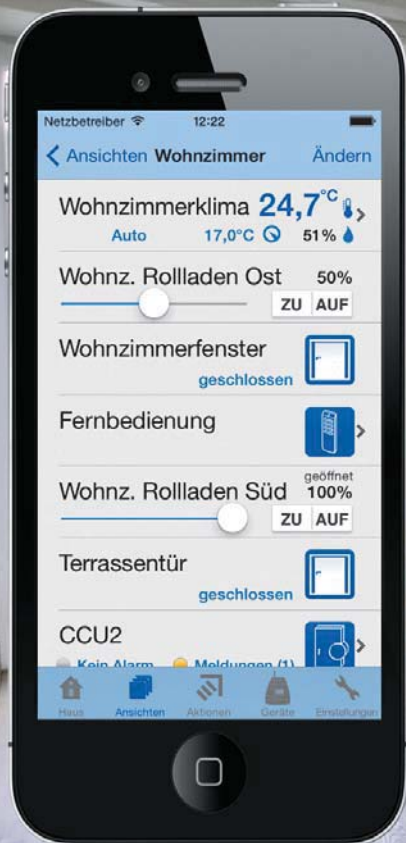 Netzbetreiber 12:22
Ansichten Wohnzimmer Ändern
Wohnzimmerklima 24,7°C
Auto 17,0°C 51%
Wohnz. Rollladen Ost 50%
ZU AUF
Wohnzimmerfenster
geschlossen
Fernbedienung
geöffnet
Wohnz. Rollladen Süd 100%
ZU AUF
Terrassentür
geschlossen
CCU2
Kein Alarm Meldungen (1)
Haus Ansichten Aktionen Geräte Einstellungen